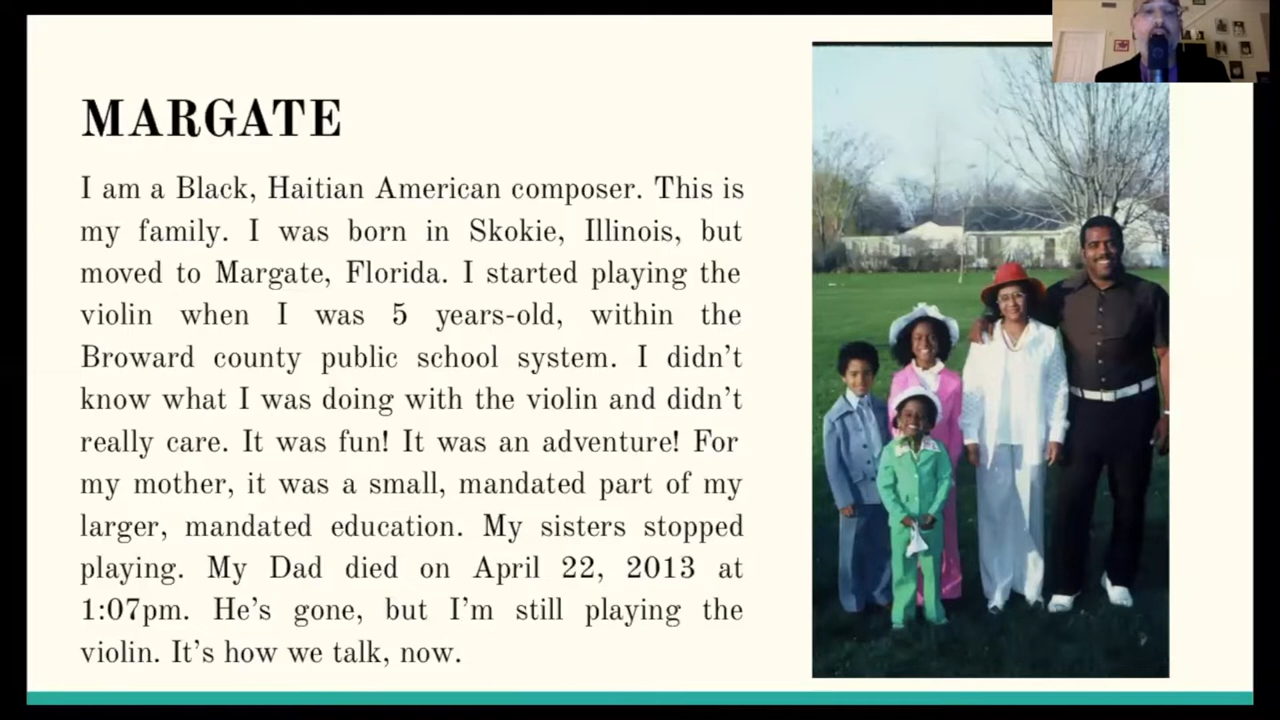 MARGATE
I am a Black, Haitian American composer. This is
my family. I was born in Skokie, Illinois, but
moved to Margate, Florida. I started playing the
violin when I was 5 years-old, within the
Broward county public school system. I didn’t
know what I was doing with the violin and didn’t
really care. It was fun! It was an adventure! For
my mother, it was a small, mandated part of my
larger, mandated education. My sisters stopped
playing. My Dad died on April 22, 2013 at
1:07pm. He’s gone, but I’m still playing the
violin. It’s how we talk, now.